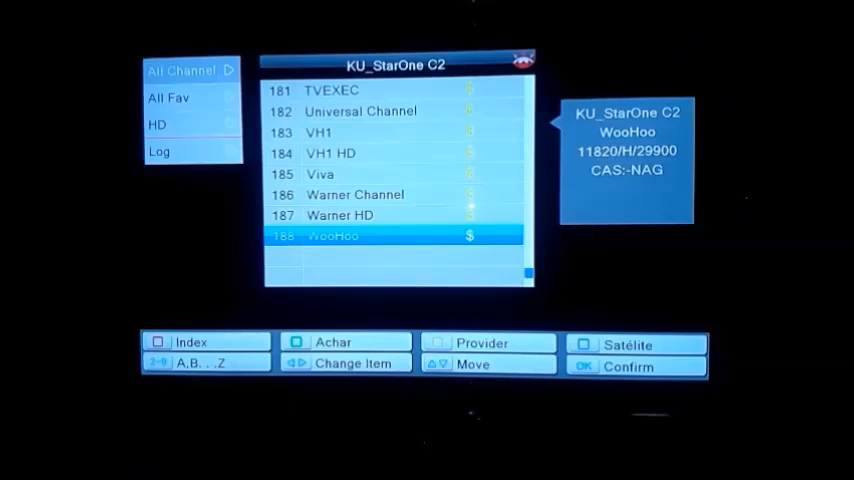 KU_StarOne C2
All Channel
All Fav
HD
Log
181 TVEXEC $
182 Universal Channel $
183 VH1 $
184 VH1 HD $
185 Viva $
186 Warner Channel $
187 Warner HD $
188 WooHoo $
KU_StarOne C2
WooHoo
11820/H/29900
CAS:-NAG
Index
Achar
Provider
Satélite
2~9 A,B. . .Z
Change Item
Move
OK Confirm